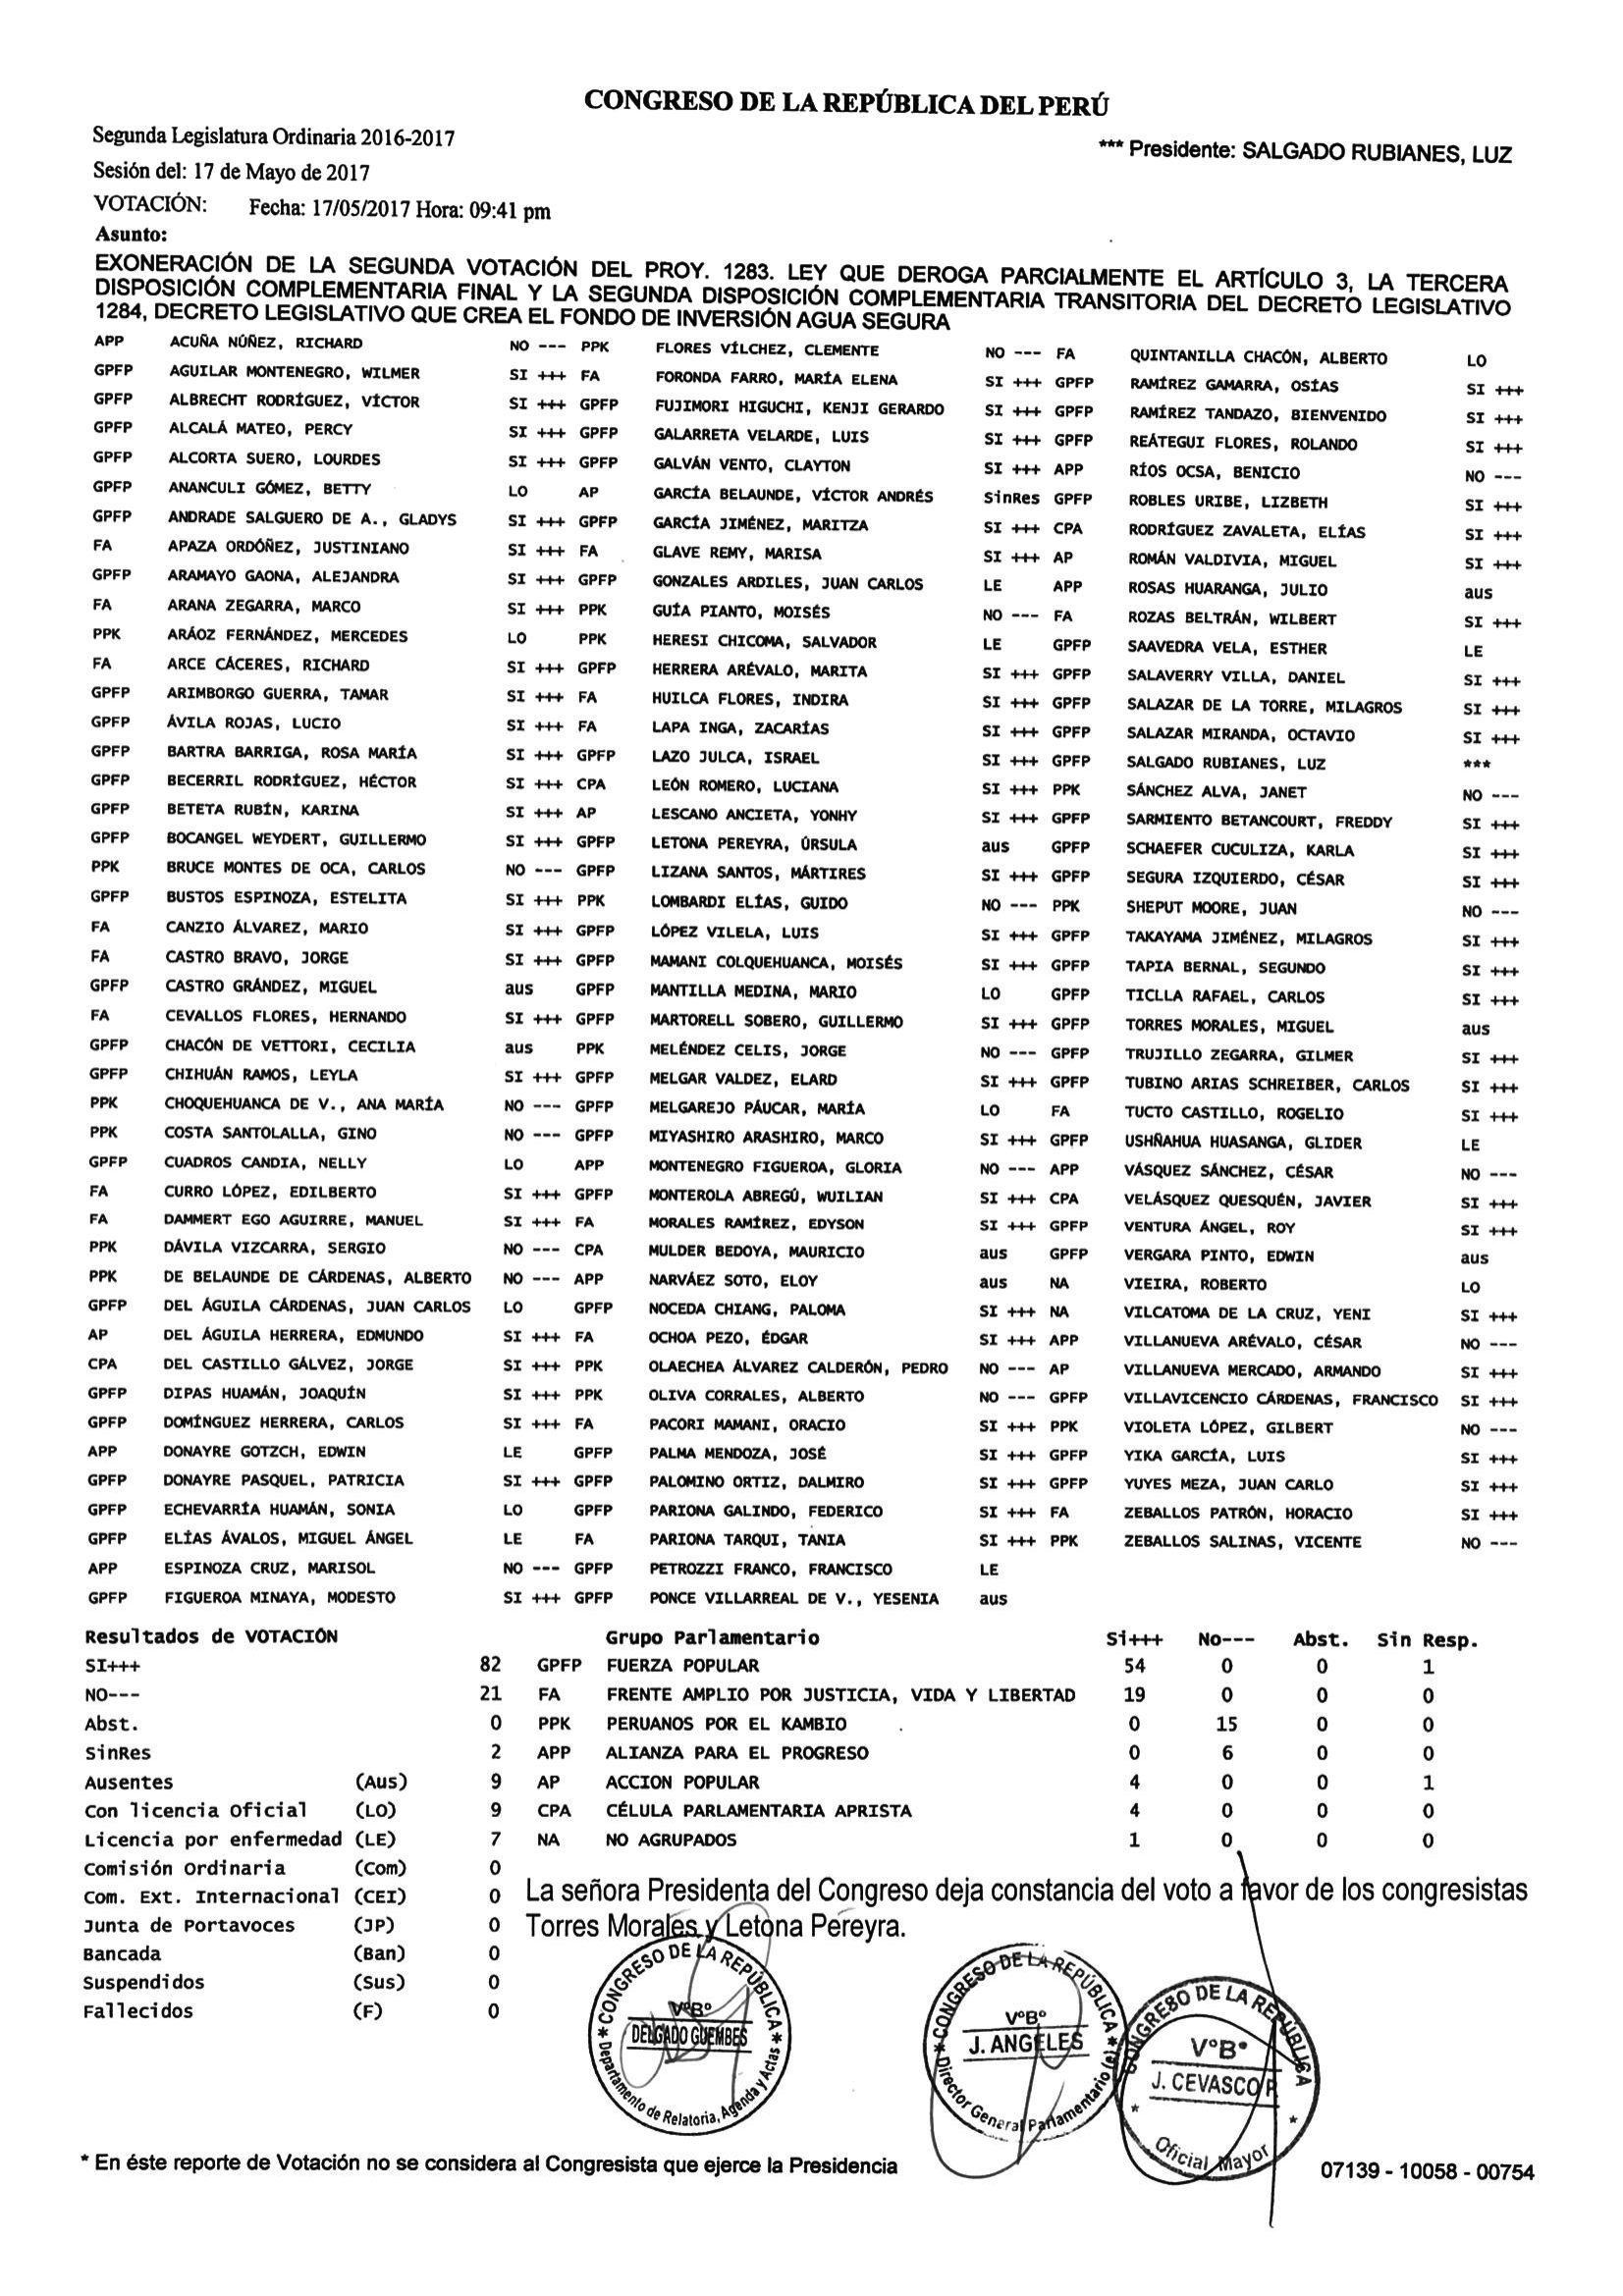 CONGRESO DE LA REPÚBLICA DEL PERÚ
Segunda Legislatura Ordinaria 2016-2017
*** Presidente: SALGADO RUBIANES, LUZ
Sesión del: 17 de Mayo de 2017
VOTACIÓN: Fecha: 17/05/2017 Hora: 09:41 pm
Asunto:
EXONERACIÓN DE LA SEGUNDA VOTACIÓN DEL PROY. 1283. LEY QUE DEROGA PARCIALMENTE EL ARTÍCULO 3, LA TERCERA
DISPOSICIÓN COMPLEMENTARIA FINAL Y LA SEGUNDA DISPOSICIÓN COMPLEMENTARIA TRANSITORIA DEL DECRETO LEGISLATIVO
1284, DECRETO LEGISLATIVO QUE CREA EL FONDO DE INVERSIÓN AGUA SEGURA
APP ACUÑA NÚÑEZ, RICHARD NO --- PPK FLORES VÍLCHEZ, CLEMENTE NO --- FA QUINTANILLA CHACÓN, ALBERTO LO
GPFP AGUILAR MONTENEGRO, WILMER SI +++ FA FORONDA FARRO, MARÍA ELENA SI +++ GPFP RAMÍREZ GAMARRA, OSÍAS SI +++
GPFP ALBRECHT RODRÍGUEZ, VÍCTOR SI +++ GPFP FUJIMORI HIGUCHI, KENJI GERARDO SI +++ GPFP RAMÍREZ TANDAZO, BIENVENIDO SI +++
GPFP ALCALÁ MATEO, PERCY SI +++ GPFP GALARRETA VELARDE, LUIS SI +++ GPFP REÁTEGUI FLORES, ROLANDO SI +++
GPFP ALCORTA SUERO, LOURDES SI +++ GPFP GALVÁN VENTO, CLAYTON SI +++ APP RÍOS OCSA, BENICIO NO ---
GPFP ANANCULI GÓMEZ, BETTY LO AP GARCÍA BELAUNDE, VÍCTOR ANDRÉS SinRes GPFP ROBLES URIBE, LIZBETH SI +++
GPFP ANDRADE SALGUERO DE A., GLADYS SI +++ GPFP GARCÍA JIMÉNEZ, MARITZA SI +++ CPA RODRÍGUEZ ZAVALETA, ELÍAS SI +++
FA APAZA ORDÓÑEZ, JUSTINIANO SI +++ FA GLAVE REMY, MARISA SI +++ AP ROMÁN VALDIVIA, MIGUEL SI +++
GPFP ARAMAYO GAONA, ALEJANDRA SI +++ GPFP GONZALES ARDILES, JUAN CARLOS LE APP ROSAS HUARANGA, JULIO aus
FA ARANA ZEGARRA, MARCO SI +++ PPK GUÍA PIANTO, MOISÉS NO --- FA ROZAS BELTRÁN, WILBERT SI +++
PPK ARÁOZ FERNÁNDEZ, MERCEDES LO PPK HERESI CHICOMA, SALVADOR LE GPFP SAAVEDRA VELA, ESTHER LE
FA ARCE CÁCERES, RICHARD SI +++ GPFP HERRERA ARÉVALO, MARITA SI +++ GPFP SALAVERRY VILLA, DANIEL SI +++
GPFP ARIMBORGO GUERRA, TAMAR SI +++ FA HUILCA FLORES, INDIRA SI +++ GPFP SALAZAR DE LA TORRE, MILAGROS SI +++
GPFP ÁVILA ROJAS, LUCIO SI +++ FA LAPA INGA, ZACARÍAS SI +++ GPFP SALAZAR MIRANDA, OCTAVIO SI +++
GPFP BARTRA BARRIGA, ROSA MARÍA SI +++ GPFP LAZO JULCA, ISRAEL SI +++ GPFP SALGADO RUBIANES, LUZ ***
GPFP BECERRIL RODRÍGUEZ, HÉCTOR SI +++ CPA LEÓN ROMERO, LUCIANA SI +++ PPK SÁNCHEZ ALVA, JANET NO ---
GPFP BETETA RUBÍN, KARINA SI +++ AP LESCANO ANCIETA, YONHY SI +++ GPFP SARMIENTO BETANCOURT, FREDDY SI +++
GPFP BOCANGEL WEYDERT, GUILLERMO SI +++ GPFP LETONA PEREYRA, ÚRSULA aus GPFP SCHAEFER CUCULIZA, KARLA SI +++
PPK BRUCE MONTES DE OCA, CARLOS NO --- GPFP LIZANA SANTOS, MÁRTIRES SI +++ GPFP SEGURA IZQUIERDO, CÉSAR SI +++
GPFP BUSTOS ESPINOZA, ESTELITA SI +++ PPK LOMBARDI ELÍAS, GUIDO NO --- PPK SHEPUT MOORE, JUAN NO ---
FA CANZIO ÁLVAREZ, MARIO SI +++ GPFP LÓPEZ VILELA, LUIS SI +++ GPFP TAKAYAMA JIMÉNEZ, MILAGROS SI +++
FA CASTRO BRAVO, JORGE SI +++ GPFP MAMANI COLQUEHUANCA, MOISÉS SI +++ GPFP TAPIA BERNAL, SEGUNDO SI +++
GPFP CASTRO GRÁNDEZ, MIGUEL aus GPFP MANTILLA MEDINA, MARIO LO GPFP TICLLA RAFAEL, CARLOS SI +++
FA CEVALLOS FLORES, HERNANDO SI +++ GPFP MARTORELL SOBERO, GUILLERMO SI +++ GPFP TORRES MORALES, MIGUEL aus
GPFP CHACÓN DE VETTORI, CECILIA aus PPK MELÉNDEZ CELIS, JORGE NO --- GPFP TRUJILLO ZEGARRA, GILMER SI +++
GPFP CHIHUÁN RAMOS, LEYLA SI +++ GPFP MELGAR VALDEZ, ELARD SI +++ GPFP TUBINO ARIAS SCHREIBER, CARLOS SI +++
PPK CHOQUEHUANCA DE V., ANA MARÍA NO --- GPFP MELGAREJO PÁUCAR, MARÍA LO FA TUCTO CASTILLO, ROGELIO SI +++
PPK COSTA SANTOLALLA, GINO NO --- GPFP MIYASHIRO ARASHIRO, MARCO SI +++ GPFP USHÑAHUA HUASANGA, GLIDER LE
GPFP CUADROS CANDIA, NELLY LO APP MONTENEGRO FIGUEROA, GLORIA NO --- APP VÁSQUEZ SÁNCHEZ, CÉSAR NO ---
FA CURRO LÓPEZ, EDILBERTO SI +++ GPFP MONTEROLA ABREGÚ, WUILIAN SI +++ CPA VELÁSQUEZ QUESQUÉN, JAVIER SI +++
FA DAMMERT EGO AGUIRRE, MANUEL SI +++ FA MORALES RAMÍREZ, EDYSON SI +++ GPFP VENTURA ÁNGEL, ROY SI +++
PPK DÁVILA VIZCARRA, SERGIO NO --- CPA MULDER BEDOYA, MAURICIO aus GPFP VERGARA PINTO, EDWIN aus
PPK DE BELAUNDE DE CÁRDENAS, ALBERTO NO --- APP NARVÁEZ SOTO, ELOY aus NA VIEIRA, ROBERTO LO
GPFP DEL ÁGUILA CÁRDENAS, JUAN CARLOS LO GPFP NOCEDA CHIANG, PALOMA SI +++ NA VILCATOMA DE LA CRUZ, YENI SI +++
AP DEL ÁGUILA HERRERA, EDMUNDO SI +++ FA OCHOA PEZO, ÉDGAR SI +++ APP VILLANUEVA ARÉVALO, CÉSAR NO ---
CPA DEL CASTILLO GÁLVEZ, JORGE SI +++ PPK OLAECHEA ÁLVAREZ CALDERÓN, PEDRO NO --- AP VILLANUEVA MERCADO, ARMANDO SI +++
GPFP DIPAS HUAMÁN, JOAQUÍN SI +++ PPK OLIVA CORRALES, ALBERTO NO --- GPFP VILLAVICENCIO CÁRDENAS, FRANCISCO SI +++
GPFP DOMÍNGUEZ HERRERA, CARLOS SI +++ FA PACORI MAMANI, ORACIO SI +++ PPK VIOLETA LÓPEZ, GILBERT NO ---
APP DONAYRE GOTZCH, EDWIN LE GPFP PALMA MENDOZA, JOSÉ SI +++ GPFP YIKA GARCÍA, LUIS SI +++
GPFP DONAYRE PASQUEL, PATRICIA SI +++ GPFP PALOMINO ORTIZ, DALMIRO SI +++ GPFP YUYES MEZA, JUAN CARLO SI +++
GPFP ECHEVARRÍA HUAMÁN, SONIA LO GPFP PARIONA GALINDO, FEDERICO SI +++ FA ZEBALLOS PATRÓN, HORACIO SI +++
GPFP ELÍAS ÁVALOS, MIGUEL ÁNGEL LE FA PARIONA TARQUI, TANIA SI +++ PPK ZEBALLOS SALINAS, VICENTE NO ---
APP ESPINOZA CRUZ, MARISOL NO --- GPFP PETROZZI FRANCO, FRANCISCO LE
GPFP FIGUEROA MINAYA, MODESTO SI +++ GPFP PONCE VILLARREAL DE V., YESENIA aus
Resultados de VOTACIÓN Grupo Parlamentario Si+++ No--- Abst. Sin Resp.
SI+++ 82 GPFP FUERZA POPULAR 54 0 0 1
NO--- 21 FA FRENTE AMPLIO POR JUSTICIA, VIDA Y LIBERTAD 19 0 0 0
Abst. 0 PPK PERUANOS POR EL KAMBIO 0 15 0 0
SinRes 2 APP ALIANZA PARA EL PROGRESO 0 6 0 0
Ausentes (Aus) 9 AP ACCION POPULAR 4 0 0 1
Con licencia Oficial (LO) 9 CPA CÉLULA PARLAMENTARIA APRISTA 4 0 0 0
Licencia por enfermedad (LE) 7 NA NO AGRUPADOS 1 0 0 0
Comisión Ordinaria (Com) 0
Com. Ext. Internacional (CEI) 0
Junta de Portavoces (JP) 0
Bancada (Ban) 0
Suspendidos (Sus) 0
Fallecidos (F) 0
La señora Presidenta del Congreso deja constancia del voto a favor de los congresistas
Torres Morales y Letona Pereyra.
* CONGRESO DE LA REPÚBLICA *
V°B°
DELGADO GUEMBES
Departamento de Relatoria, Agenda y Actas
* CONGRESO DE LA REPÚBLICA *
V°B°
J. ANGELES
Director General Parlamentario (e)
CONGRESO DE LA REPÚBLICA
V°B°
J. CEVASCO P.
* Oficial Mayor *
* En éste reporte de Votación no se considera al Congresista que ejerce la Presidencia
07139 - 10058 - 00754